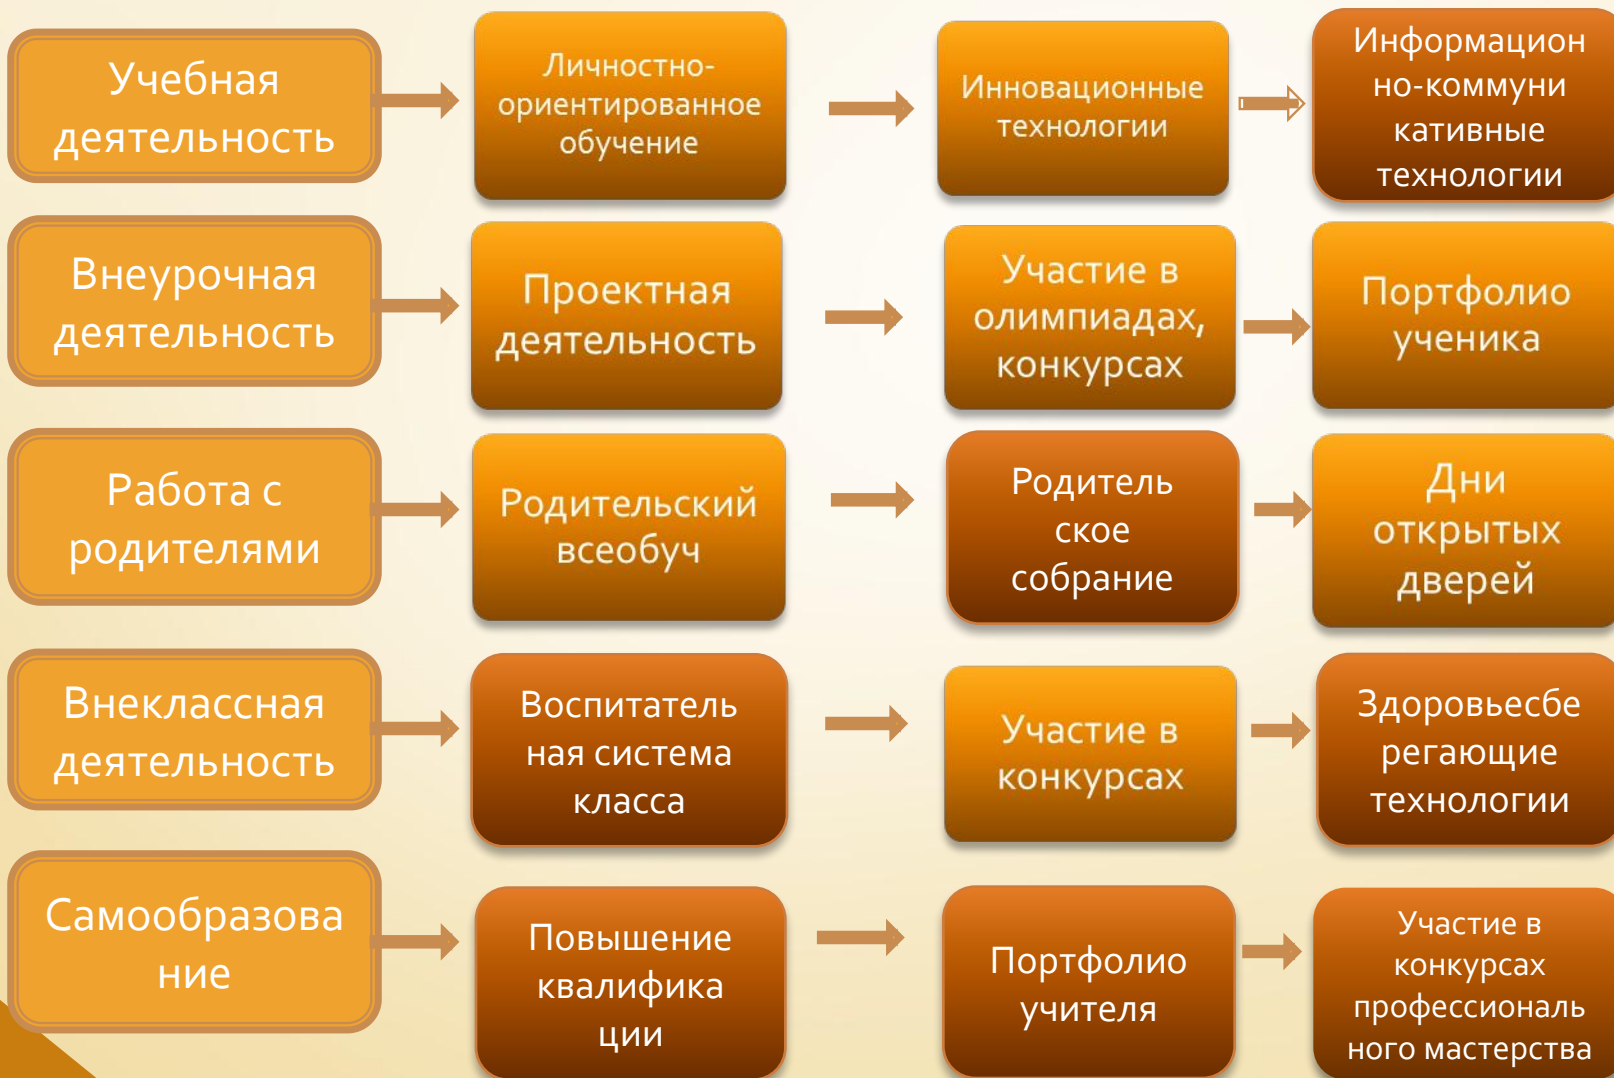 Учебная
деятельность
Личностно-
ориентированное
обучение
Инновационные
технологии
Информацион
но-коммуни
кативные
технологии
Внеурочная
деятельность
Проектная
деятельность
Участие в
олимпиадах,
конкурсах
Портфолио
ученика
Работа с
родителями
Родительский
всеобуч
Родитель
ское
собрание
Дни
открытых
дверей
Внеклассная
деятельность
Воспитатель
ная система
класса
Участие в
конкурсах
Здоровьесбе
регающие
технологии
Самообразова
ние
Повышение
квалифика
ции
Портфолио
учителя
Участие в
конкурсах
профессиональ
ного мастерства